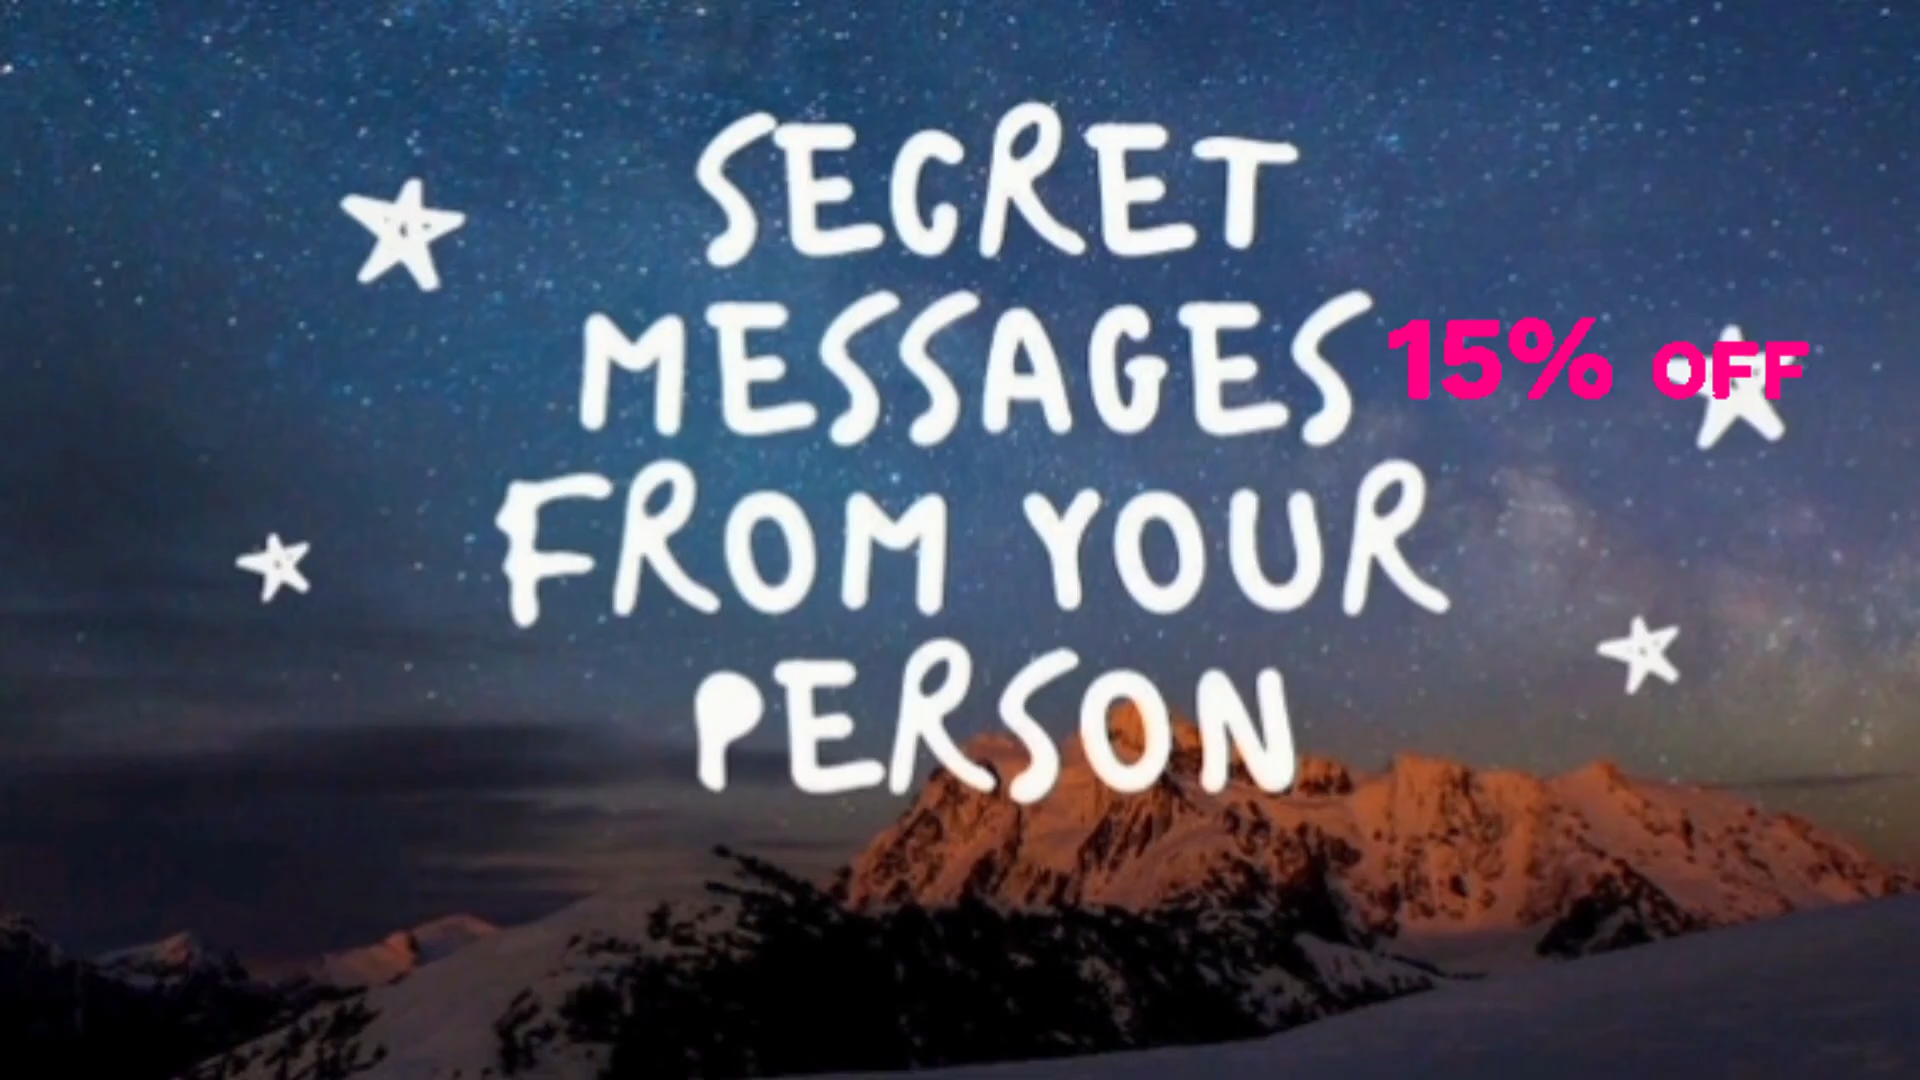 SECRET
MESSAGES
15% OFF
FROM YOUR
PERSON